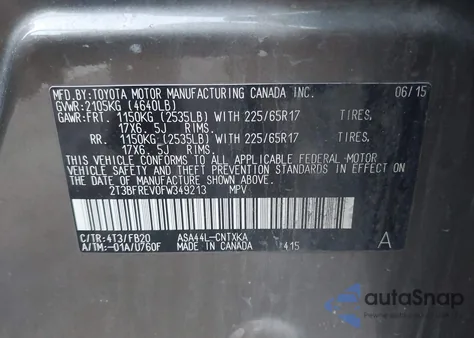 MFD.BY:TOYOTA MOTOR MANUFACTURING CANADA INC. 06/15
GVWR:2105KG (4640LB)
GAWR:FRT. 1150KG (2535LB) WITH 225/65R17 TIRES,
17X6. 5J RIMS.
RR. 1150KG (2535LB) WITH 225/65R17 TIRES,
17X6. 5J RIMS.
THIS VEHICLE CONFORMS TO ALL APPLICABLE FEDERAL MOTOR
VEHICLE SAFETY AND THEFT PREVENTION STANDARDS IN EFFECT
ON THE DATE OF MANUFACTURE SHOWN ABOVE.
2T3BFREV0FW349213 MPV
C/TR:4T3/FB20 ASA44L-CNTXKA
A/TM:-01A/U760F MADE IN CANADA 415 A
autoSnap
by AutoAstat